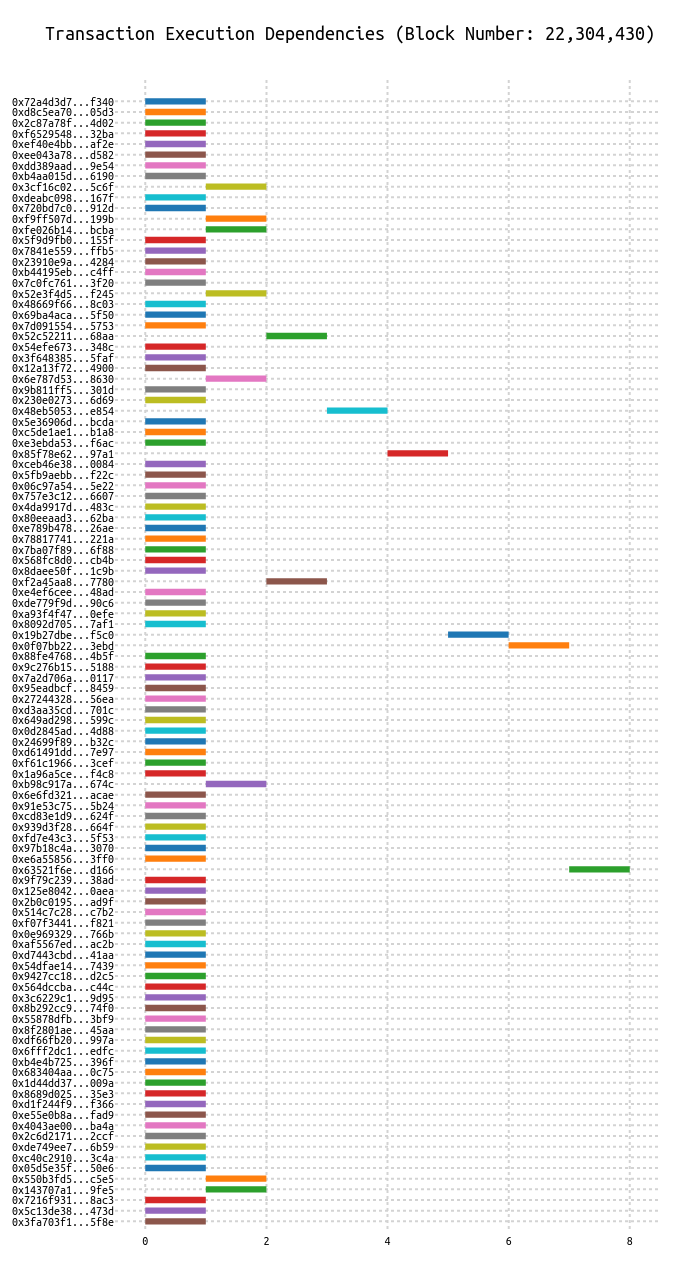 Transaction Execution Dependencies (Block Number: 22,304,430)
0x72a4d3d7...f340
0xd8c5ea70...05d3
0x2c87a78f...4d02
0xf6529548...32ba
0xef40e4bb...af2e
0xee043a78...d582
0xdd389aad...9e54
0xb4aa015d...6190
0x3cf16c02...5c6f
0xdeabc098...167f
0x720bd7c0...912d
0xf9ff507d...199b
0xfe026b14...bcba
0x5f9d9fb0...155f
0x7841e559...ffb5
0x23910e9a...4284
0xb44195eb...c4ff
0x7c0fc761...3f20
0x52e3f4d5...f245
0x48669f66...8c03
0x69ba4aca...5f50
0x7d091554...5753
0x52c52211...68aa
0x54efe673...348c
0x3f648385...5faf
0x12a13f72...4900
0x6e787d53...8630
0x9b811ff5...301d
0x230e0273...6d69
0x48eb5053...e854
0x5e36906d...bcda
0xc5de1ae1...b1a8
0xe3ebda53...f6ac
0x85f78e62...97a1
0xceb46e38...0084
0x5fb9aebb...f22c
0x06c97a54...5e22
0x757e3c12...6607
0x4da9917d...483c
0x80eeaad3...62ba
0xe789b478...26ae
0x78817741...221a
0x7ba07f89...6f88
0x568fc8d0...cb4b
0x8daee50f...1c9b
0xf2a45aa8...7780
0xe4ef6cee...48ad
0xde779f9d...90c6
0xa93f4f47...0efe
0x8092d705...7af1
0x19b27dbe...f5c0
0x0f07bb22...3ebd
0x88fe4768...4b5f
0x9c276b15...5188
0x7a2d706a...0117
0x95eadbcf...8459
0x27244328...56ea
0xd3aa35cd...701c
0x649ad298...599c
0x0d2845ad...4d88
0x24699f89...b32c
0xd61491dd...7e97
0xf61c1966...3cef
0x1a96a5ce...f4c8
0xb98c917a...674c
0x6e6fd321...acae
0x91e53c75...5b24
0xcd83e1d9...624f
0x939d3f28...664f
0xfd7e43c3...5f53
0x97b18c4a...3070
0xe6a55856...3ff0
0x63521f6e...d166
0x9f79c239...38ad
0x125e8042...0aea
0x2b0c0195...ad9f
0x514c7c28...c7b2
0xf07f3441...f821
0x0e969329...766b
0xaf5567ed...ac2b
0xd7443cbd...41aa
0x54dfae14...7439
0x9427cc18...d2c5
0x564dccba...c44c
0x3c6229c1...9d95
0x8b292cc9...74f0
0x55878dfb...3bf9
0x8f2801ae...45aa
0xdf66fb20...997a
0x6fff2dc1...edfc
0xb4e4b725...396f
0x683404aa...0c75
0x1d44dd37...009a
0x8689d025...35e3
0xd1f244f9...f366
0xe55e0b8a...fad9
0x4043ae00...ba4a
0x2c6d2171...2ccf
0xde749ee7...6b59
0xc40c2910...3c4a
0x05d5e35f...50e6
0x550b3fd5...c5e5
0x143707a1...9fe5
0x7216f931...8ac3
0x5c13de38...473d
0x3fa703f1...5f8e
0 2 4 6 8